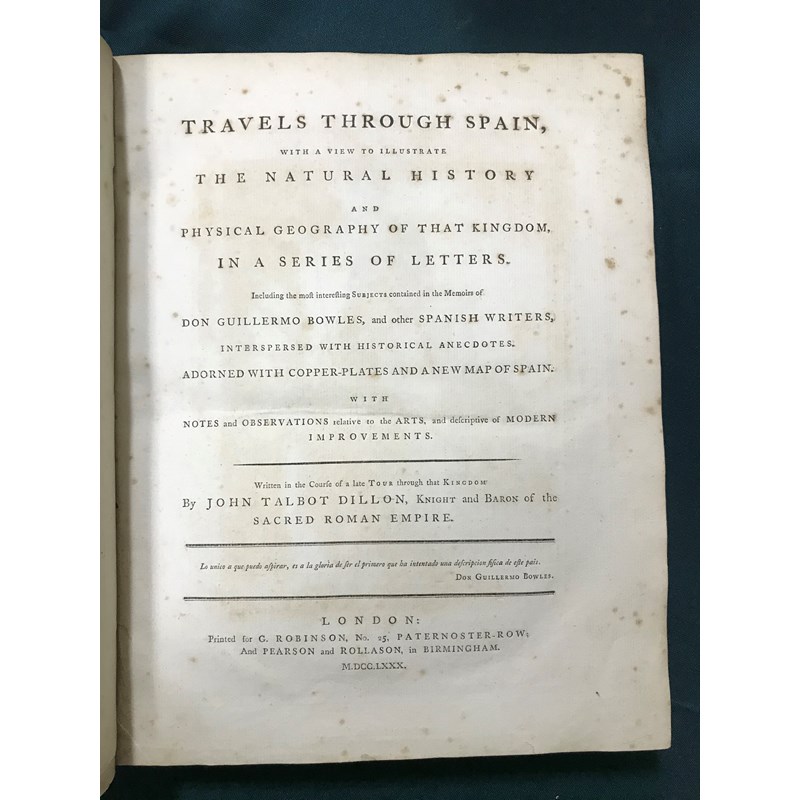 TRAVELS THROUGH SPAIN,
WITH A VIEW TO ILLUSTRATE
THE NATURAL HISTORY
AND
PHYSICAL GEOGRAPHY OF THAT KINGDOM,
IN A SERIES OF LETTERS.
Including the moſt intereſting SUBJECTS contained in the Memoirs of
DON GUILLERMO BOWLES, and other SPANISH WRITERS,
INTERSPERSED WITH HISTORICAL ANECDOTES.
ADORNED WITH COPPER-PLATES AND A NEW MAP OF SPAIN.
WITH
NOTES and OBSERVATIONS relative to the ARTS, and deſcriptive of MODERN
IMPROVEMENTS.
Written in the Courſe of a late TOUR through that KINGDOM
By JOHN TALBOT DILLON, KNIGHT and BARON of the
SACRED ROMAN EMPIRE.
Lo unico a que puedo aſpirar, es a la gloria de ſer el primero que ha intentado una deſcripcion fiſica de eſte pais.
DON GUILLERMO BOWLES.
LONDON:
Printed for G. ROBINSON, No. 25, PATERNOSTER-ROW;
And PEARSON and ROLLASON, in BIRMINGHAM.
M.DCC.LXXX.